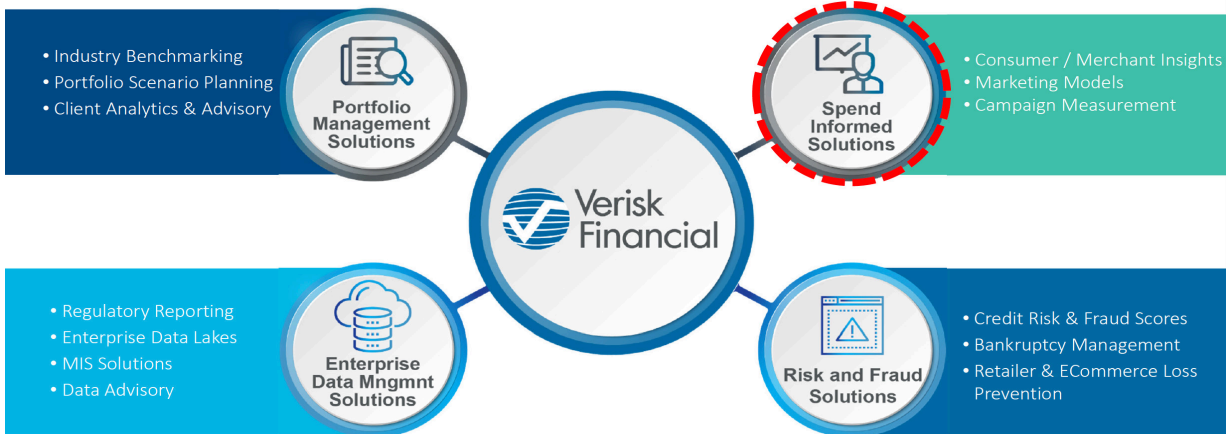 • Industry Benchmarking
• Portfolio Scenario Planning
• Client Analytics & Advisory
Portfolio
Management
Solutions
Spend
Informed
Solutions
• Consumer / Merchant Insights
• Marketing Models
• Campaign Measurement
Verisk
Financial
• Regulatory Reporting
• Enterprise Data Lakes
• MIS Solutions
• Data Advisory
Enterprise
Data Mngmnt
Solutions
Risk and Fraud
Solutions
• Credit Risk & Fraud Scores
• Bankruptcy Management
• Retailer & ECommerce Loss
Prevention